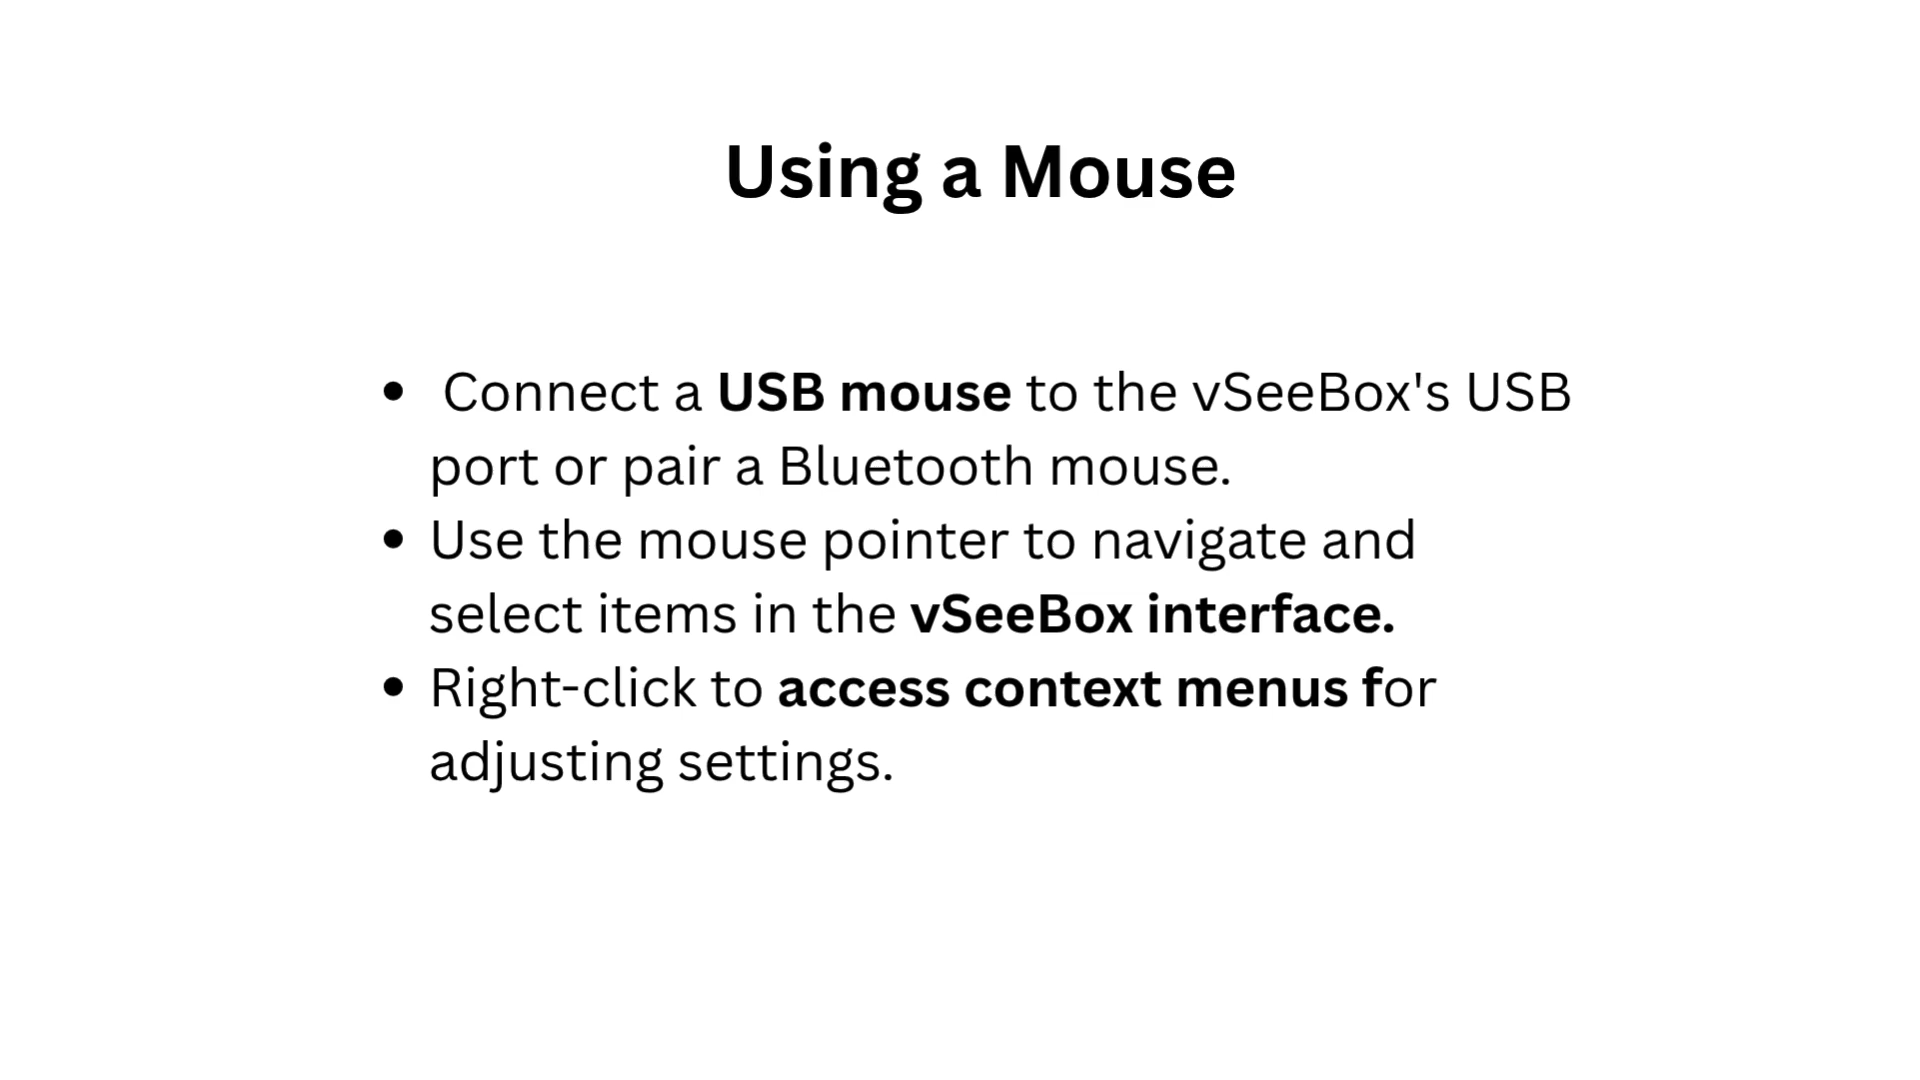 Using a Mouse
• Connect a USB mouse to the vSeeBox's USB
port or pair a Bluetooth mouse.
• Use the mouse pointer to navigate and
select items in the vSeeBox interface.
• Right-click to access context menus for
adjusting settings.